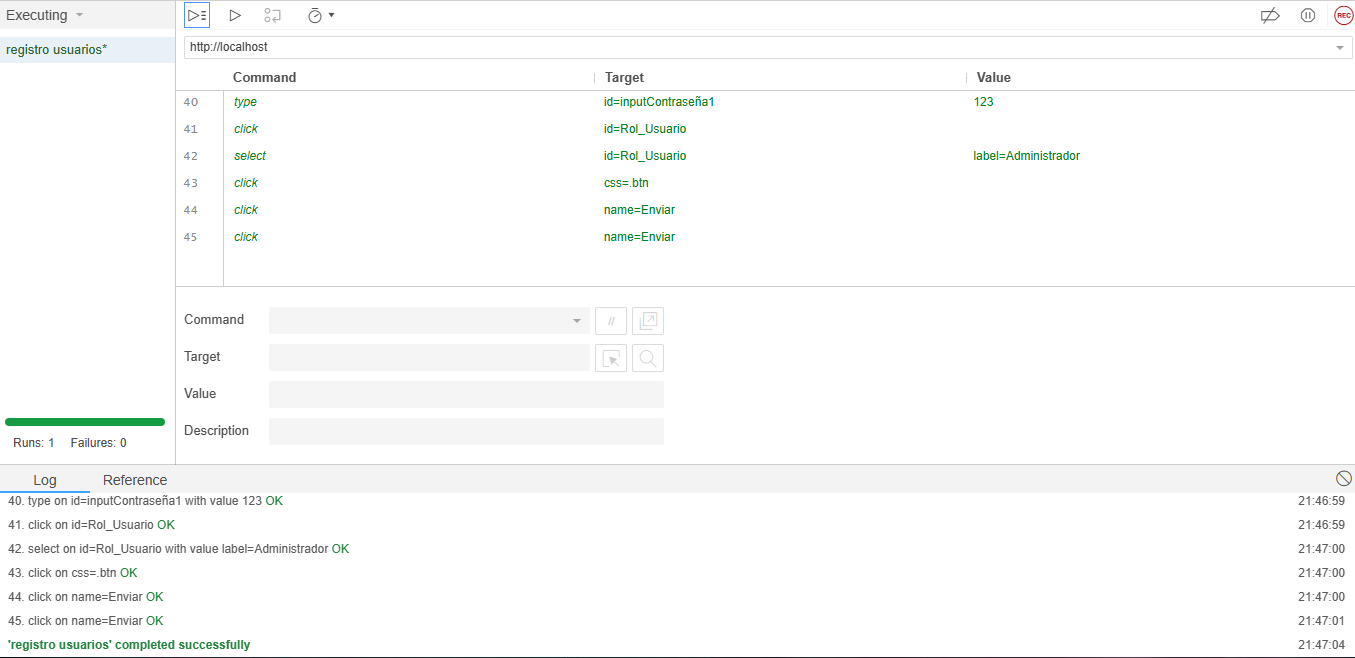 Executing
REC
registro usuarios*
http://localhost
Command Target Value
40 type id=inputContraseña1 123
41 click id=Rol_Usuario
42 select id=Rol_Usuario label=Administrador
43 click css=.btn
44 click name=Enviar
45 click name=Enviar
Command //
Target
Value
Description
Runs: 1 Failures: 0
Log Reference
40. type on id=inputContraseña1 with value 123 OK 21:46:59
41. click on id=Rol_Usuario OK 21:46:59
42. select on id=Rol_Usuario with value label=Administrador OK 21:47:00
43. click on css=.btn OK 21:47:00
44. click on name=Enviar OK 21:47:00
45. click on name=Enviar OK 21:47:01
'registro usuarios' completed successfully 21:47:04